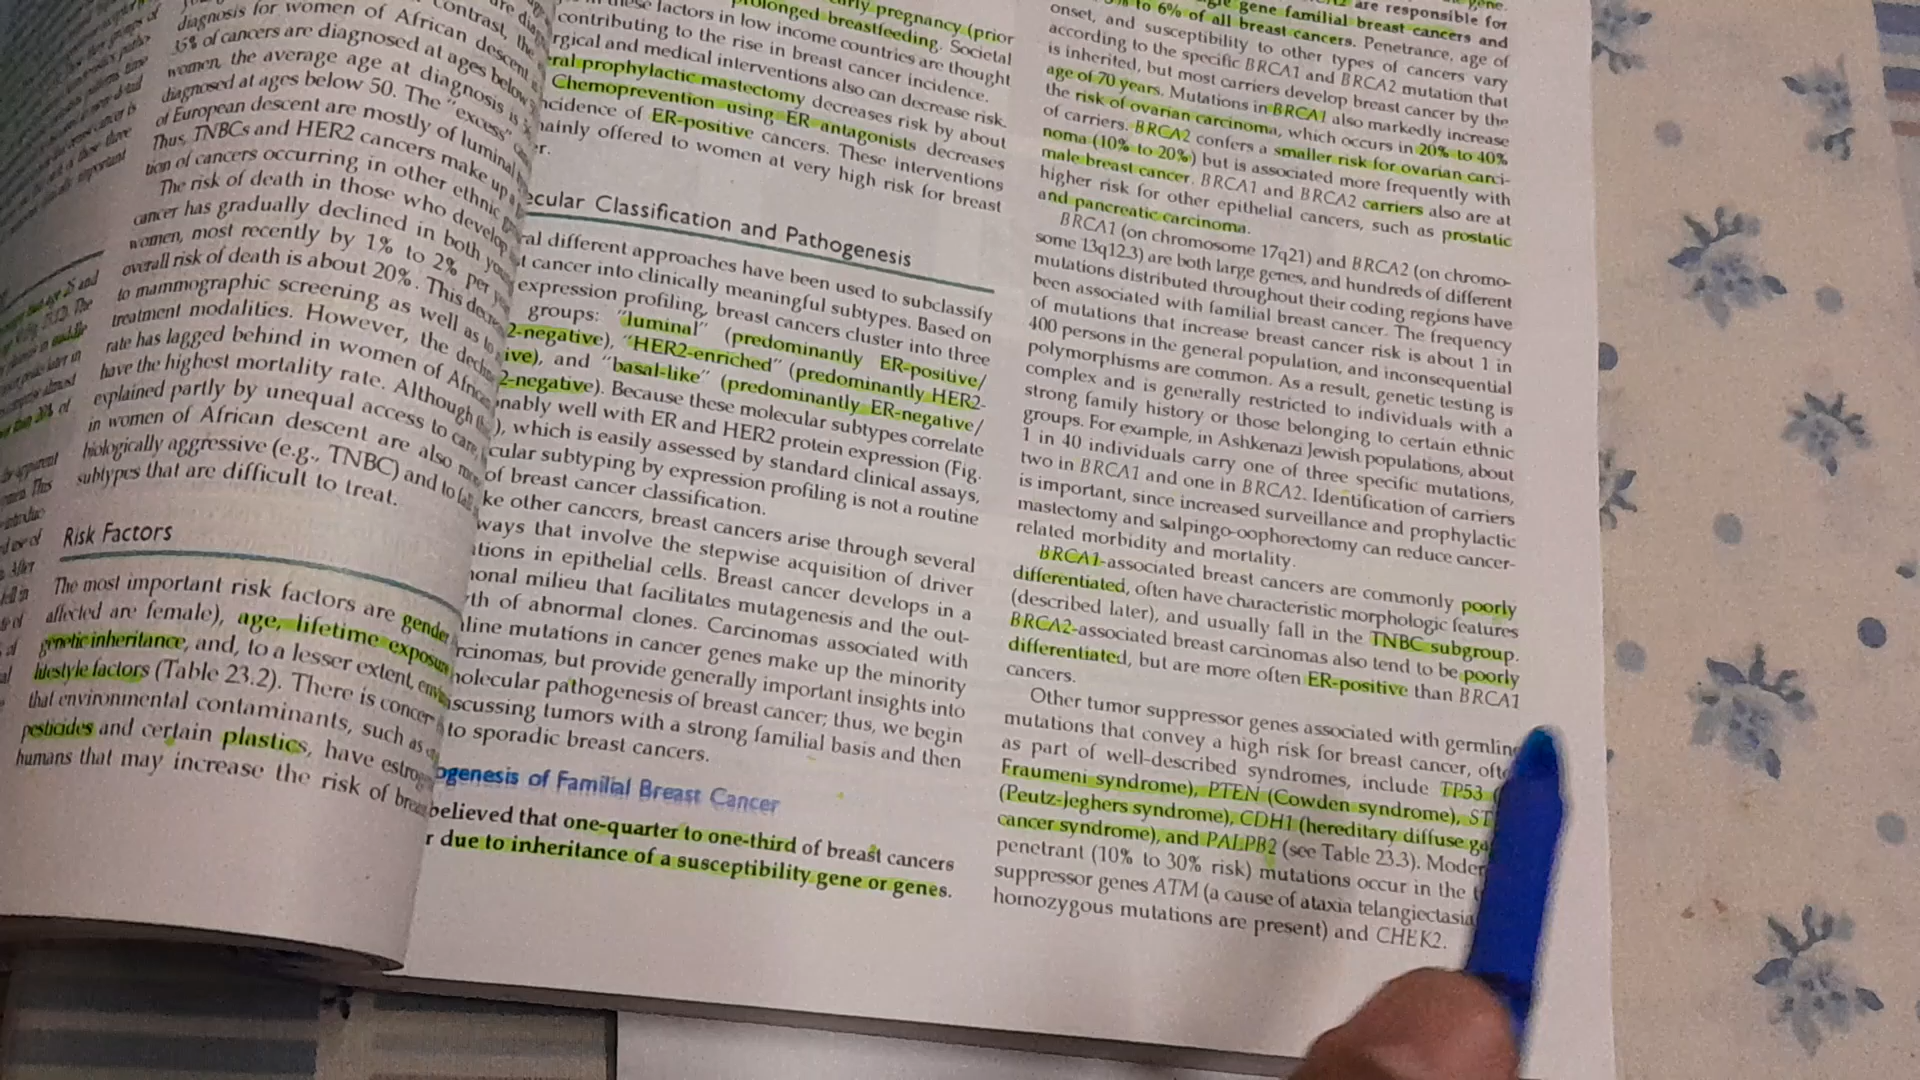 diagnosis for women of African descent
35% of cancers are diagnosed at ages below
women, the average age at diagnosis is
diagnosed at ages below 50. The "excess"
of European descent are mostly of luminal
Thus, TNBCs and HER2 cancers make up a
tion of cancers occurring in other ethnic
The risk of death in those who develop
cancer has gradually declined in both
women, most recently by 1% to 2% per
overall risk of death is about 20%. This
to mammographic screening as well as to
treatment modalities. However, the
rate has lagged behind in women of
have the highest mortality rate. Although
explained partly by unequal access to care,
in women of African descent are also
biologically aggressive (e.g., TNBC) and to
subtypes that are difficult to treat.
Risk Factors
The most important risk factors are gender
affected are female), age, lifetime exposure
genetic inheritance, and, to a lesser extent,
lifestyle factors (Table 23.2). There is
that environmental contaminants, such as
pesticides and certain plastics, have
humans that may increase the risk of
pregnancy (prior
prolonged breastfeeding. Societal
these factors in low income countries are thought
contributing to the rise in breast cancer incidence.
rgical and medical interventions also can decrease risk.
prophylactic mastectomy decreases risk by about
Chemoprevention using ER antagonists decreases
ncidence of ER-positive cancers. These interventions
mainly offered to women at very high risk for breast
er.
ecular Classification and Pathogenesis
ral different approaches have been used to subclassify
t cancer into clinically meaningful subtypes. Based on
expression profiling, breast cancers cluster into three
groups: "luminal" (predominantly ER-positive/
2-negative), "HER2-enriched" (predominantly HER2-
ive), and "basal-like" (predominantly ER-negative/
2-negative). Because these molecular subtypes correlate
nably well with ER and HER2 protein expression (Fig.
), which is easily assessed by standard clinical assays,
cular subtyping by expression profiling is not a routine
of breast cancer classification.
ke other cancers, breast cancers arise through several
ways that involve the stepwise acquisition of driver
tions in epithelial cells. Breast cancer develops in a
onal milieu that facilitates mutagenesis and the out-
th of abnormal clones. Carcinomas associated with
line mutations in cancer genes make up the minority
rcinomas, but provide generally important insights into
olecular pathogenesis of breast cancer; thus, we begin
scussing tumors with a strong familial basis and then
to sporadic breast cancers.
ogenesis of Familial Breast Cancer
believed that one-quarter to one-third of breast cancers
r due to inheritance of a susceptibility gene or genes.
are responsible for
gene familial breast cancers and
to 6% of all breast cancers. Penetrance, age of
onset, and susceptibility to other types of cancers vary
according to the specific BRCA1 and BRCA2 mutation that
is inherited, but most carriers develop breast cancer by the
age of 70 years. Mutations in BRCA1 also markedly increase
the risk of ovarian carcinoma, which occurs in 20% to 40%
of carriers. BRCA2 confers a smaller risk for ovarian carci-
noma (10% to 20%) but is associated more frequently with
male breast cancer. BRCA1 and BRCA2 carriers also are at
higher risk for other epithelial cancers, such as prostatic
and pancreatic carcinoma.
BRCA1 (on chromosome 17q21) and BRCA2 (on chromo-
some 13q12.3) are both large genes, and hundreds of different
mutations distributed throughout their coding regions have
been associated with familial breast cancer. The frequency
of mutations that increase breast cancer risk is about 1 in
400 persons in the general population, and inconsequential
polymorphisms are common. As a result, genetic testing is
complex and is generally restricted to individuals with a
strong family history or those belonging to certain ethnic
groups. For example, in Ashkenazi Jewish populations, about
1 in 40 individuals carry one of three specific mutations,
two in BRCA1 and one in BRCA2. Identification of carriers
is important, since increased surveillance and prophylactic
mastectomy and salpingo-oophorectomy can reduce cancer-
related morbidity and mortality.
BRCA1-associated breast cancers are commonly poorly
differentiated, often have characteristic morphologic features
(described later), and usually fall in the TNBC subgroup.
BRCA2-associated breast carcinomas also tend to be poorly
differentiated, but are more often ER-positive than BRCA1
cancers.
Other tumor suppressor genes associated with germlin
mutations that convey a high risk for breast cancer, oft
as part of well-described syndromes, include TP53 (
Fraumeni syndrome), PTEN (Cowden syndrome), ST
(Peutz-Jeghers syndrome), CDH1 (hereditary diffuse ga
cancer syndrome), and PALPB2 (see Table 23.3). Moder
penetrant (10% to 30% risk) mutations occur in the
suppressor genes ATM (a cause of ataxia telangiectasia
homozygous mutations are present) and CHEK2.